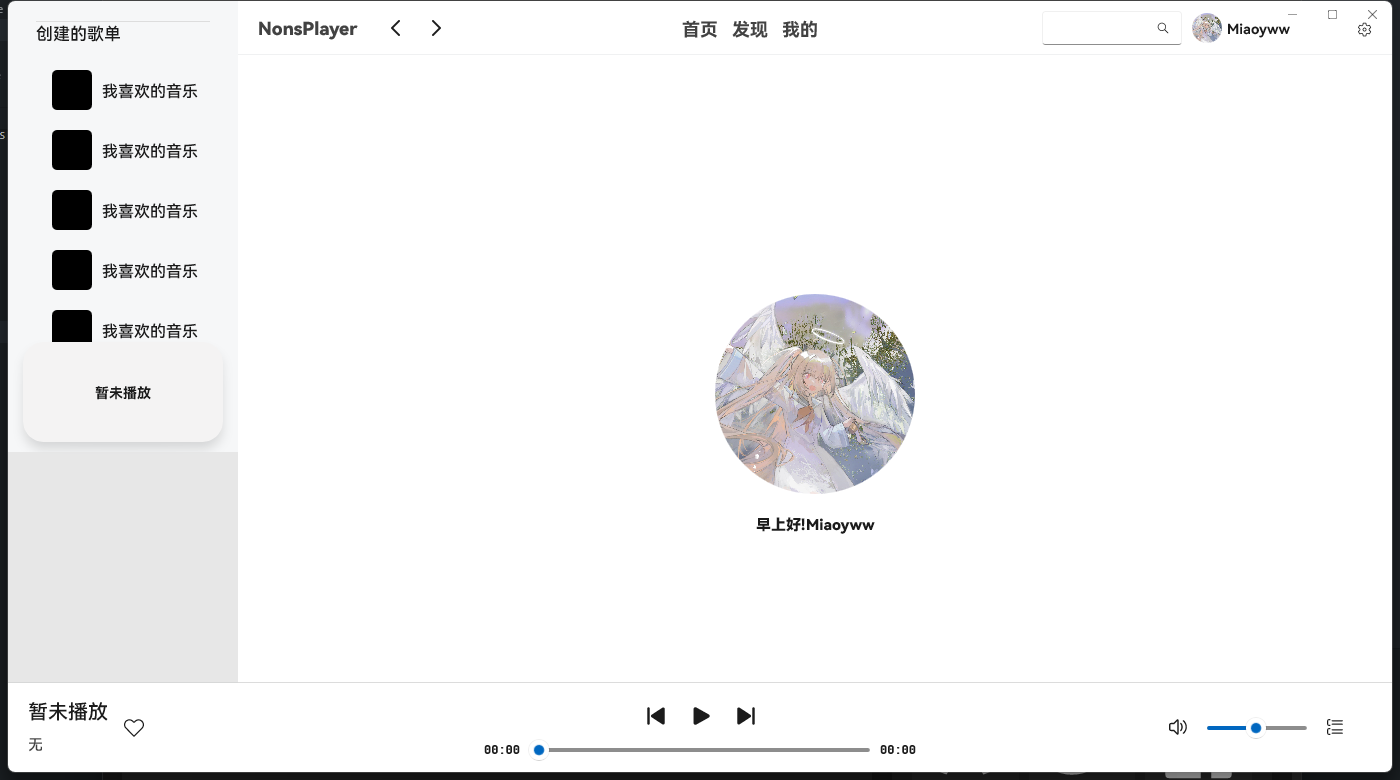 创建的歌单
我喜欢的音乐
我喜欢的音乐
我喜欢的音乐
我喜欢的音乐
我喜欢的音乐
暂未播放
NonsPlayer
首页 发现 我的
Miaoyww
早上好!Miaoyww
暂未播放
无
00:00
00:00